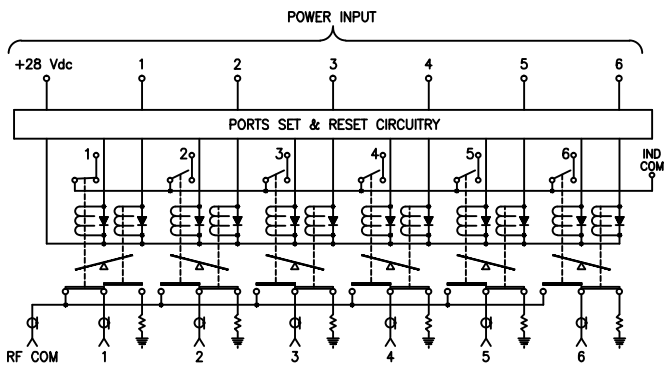 POWER INPUT
+28 Vdc 1 2 3 4 5 6
PORTS SET & RESET CIRCUITRY
1 2 3 4 5 6 IND
COM
RF COM 1 2 3 4 5 6